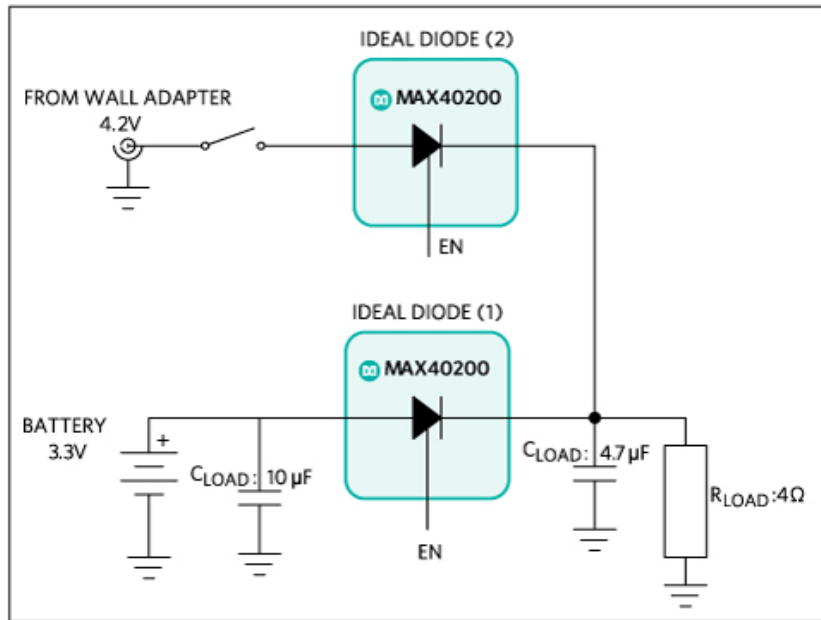 IDEAL DIODE (2)
MAX40200
FROM WALL ADAPTER
4.2V
EN
IDEAL DIODE (1)
MAX40200
BATTERY
3.3V
+
CLOAD: 10 µF
EN
CLOAD: 4.7 µF
RLOAD:4Ω